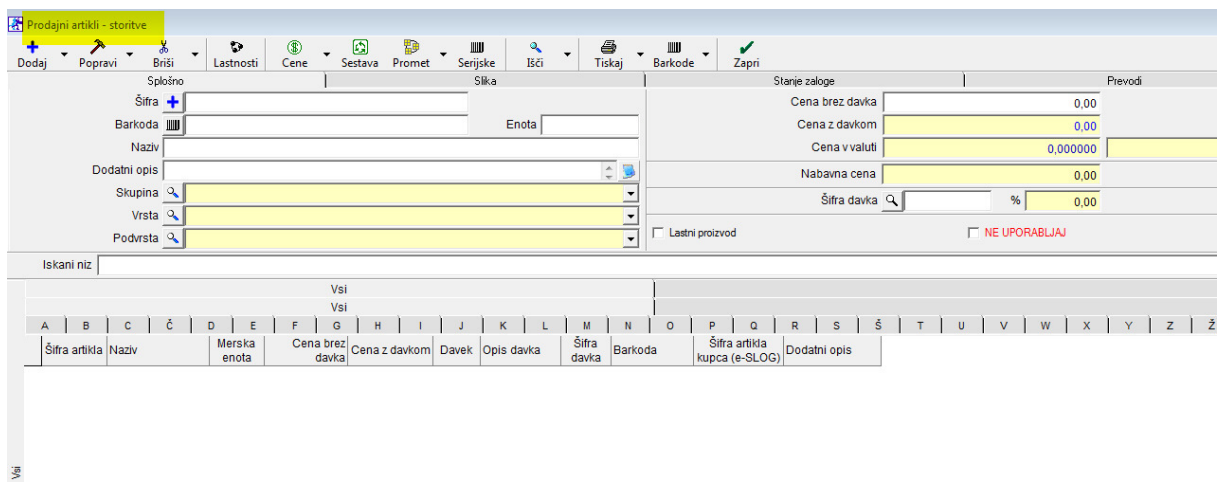 Prodajni artikli - storitve
Dodaj Popravi Briši Lastnosti Cene Sestava Promet Serijske Išči Tiskaj Barkode Zapri
Splošno Slika Stanje zaloge Prevodi
Šifra Cena brez davka 0,00
Barkoda Enota Cena z davkom 0,00
Naziv Cena v valuti 0,000000
Dodatni opis Nabavna cena 0,00
Skupina Šifra davka % 0,00
Vrsta
Podvrsta Lastni proizvod NE UPORABLJAJ
Iskani niz
Vsi
Vsi
A B C Č D E F G H I J K L M N O P Q R S Š T U V W X Y Z Ž
Šifra artikla Naziv Merska enota Cena brez davka Cena z davkom Davek Opis davka Šifra davka Barkoda Šifra artikla kupca (e-SLOG) Dodatni opis
Vsi